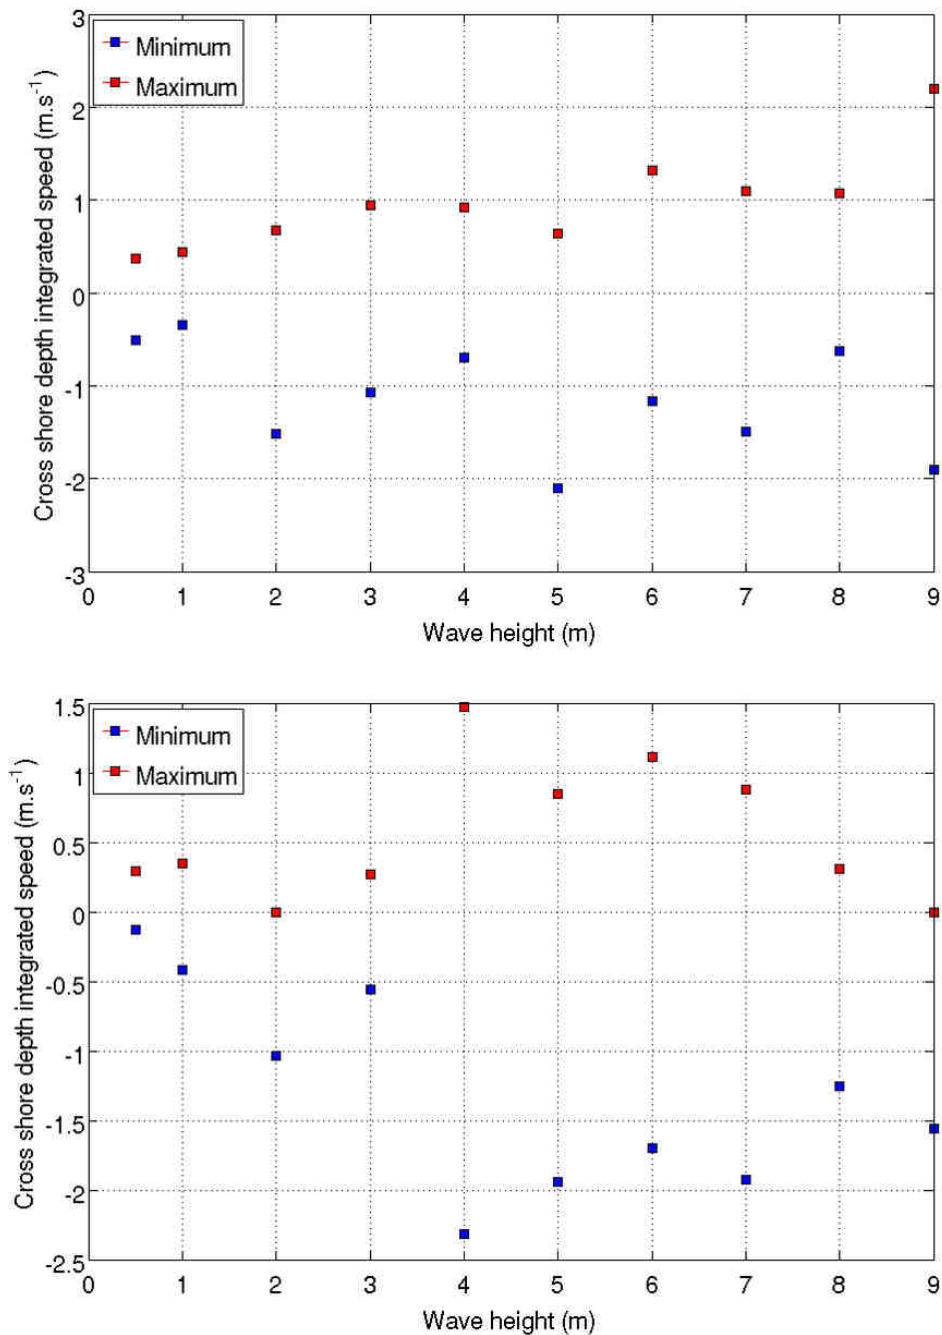 3
2
1
0
-1
-2
-3
Cross shore depth integrated speed (m.s⁻¹)
Minimum
Maximum
0 1 2 3 4 5 6 7 8 9
Wave height (m)
1.5
1
0.5
0
-0.5
-1
-1.5
-2
-2.5
Cross shore depth integrated speed (m.s⁻¹)
Minimum
Maximum
0 1 2 3 4 5 6 7 8 9
Wave height (m)